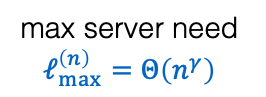 max server need
ℓ_max^(n) = Θ(n^γ)